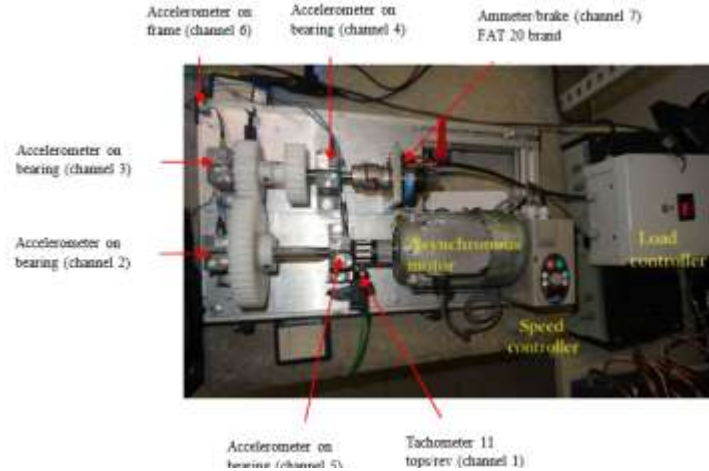 Accelerometer on
frame (channel 6)
Accelerometer on
bearing (channel 4)
Ammeter/brake (channel 7)
FAT 20 brand
Accelerometer on
bearing (channel 3)
Accelerometer on
bearing (channel 2)
Asynchronous
motor
Load
controller
Speed
controller
Accelerometer on
bearing (channel 5)
Tachometer 11
tops/rev (channel 1)